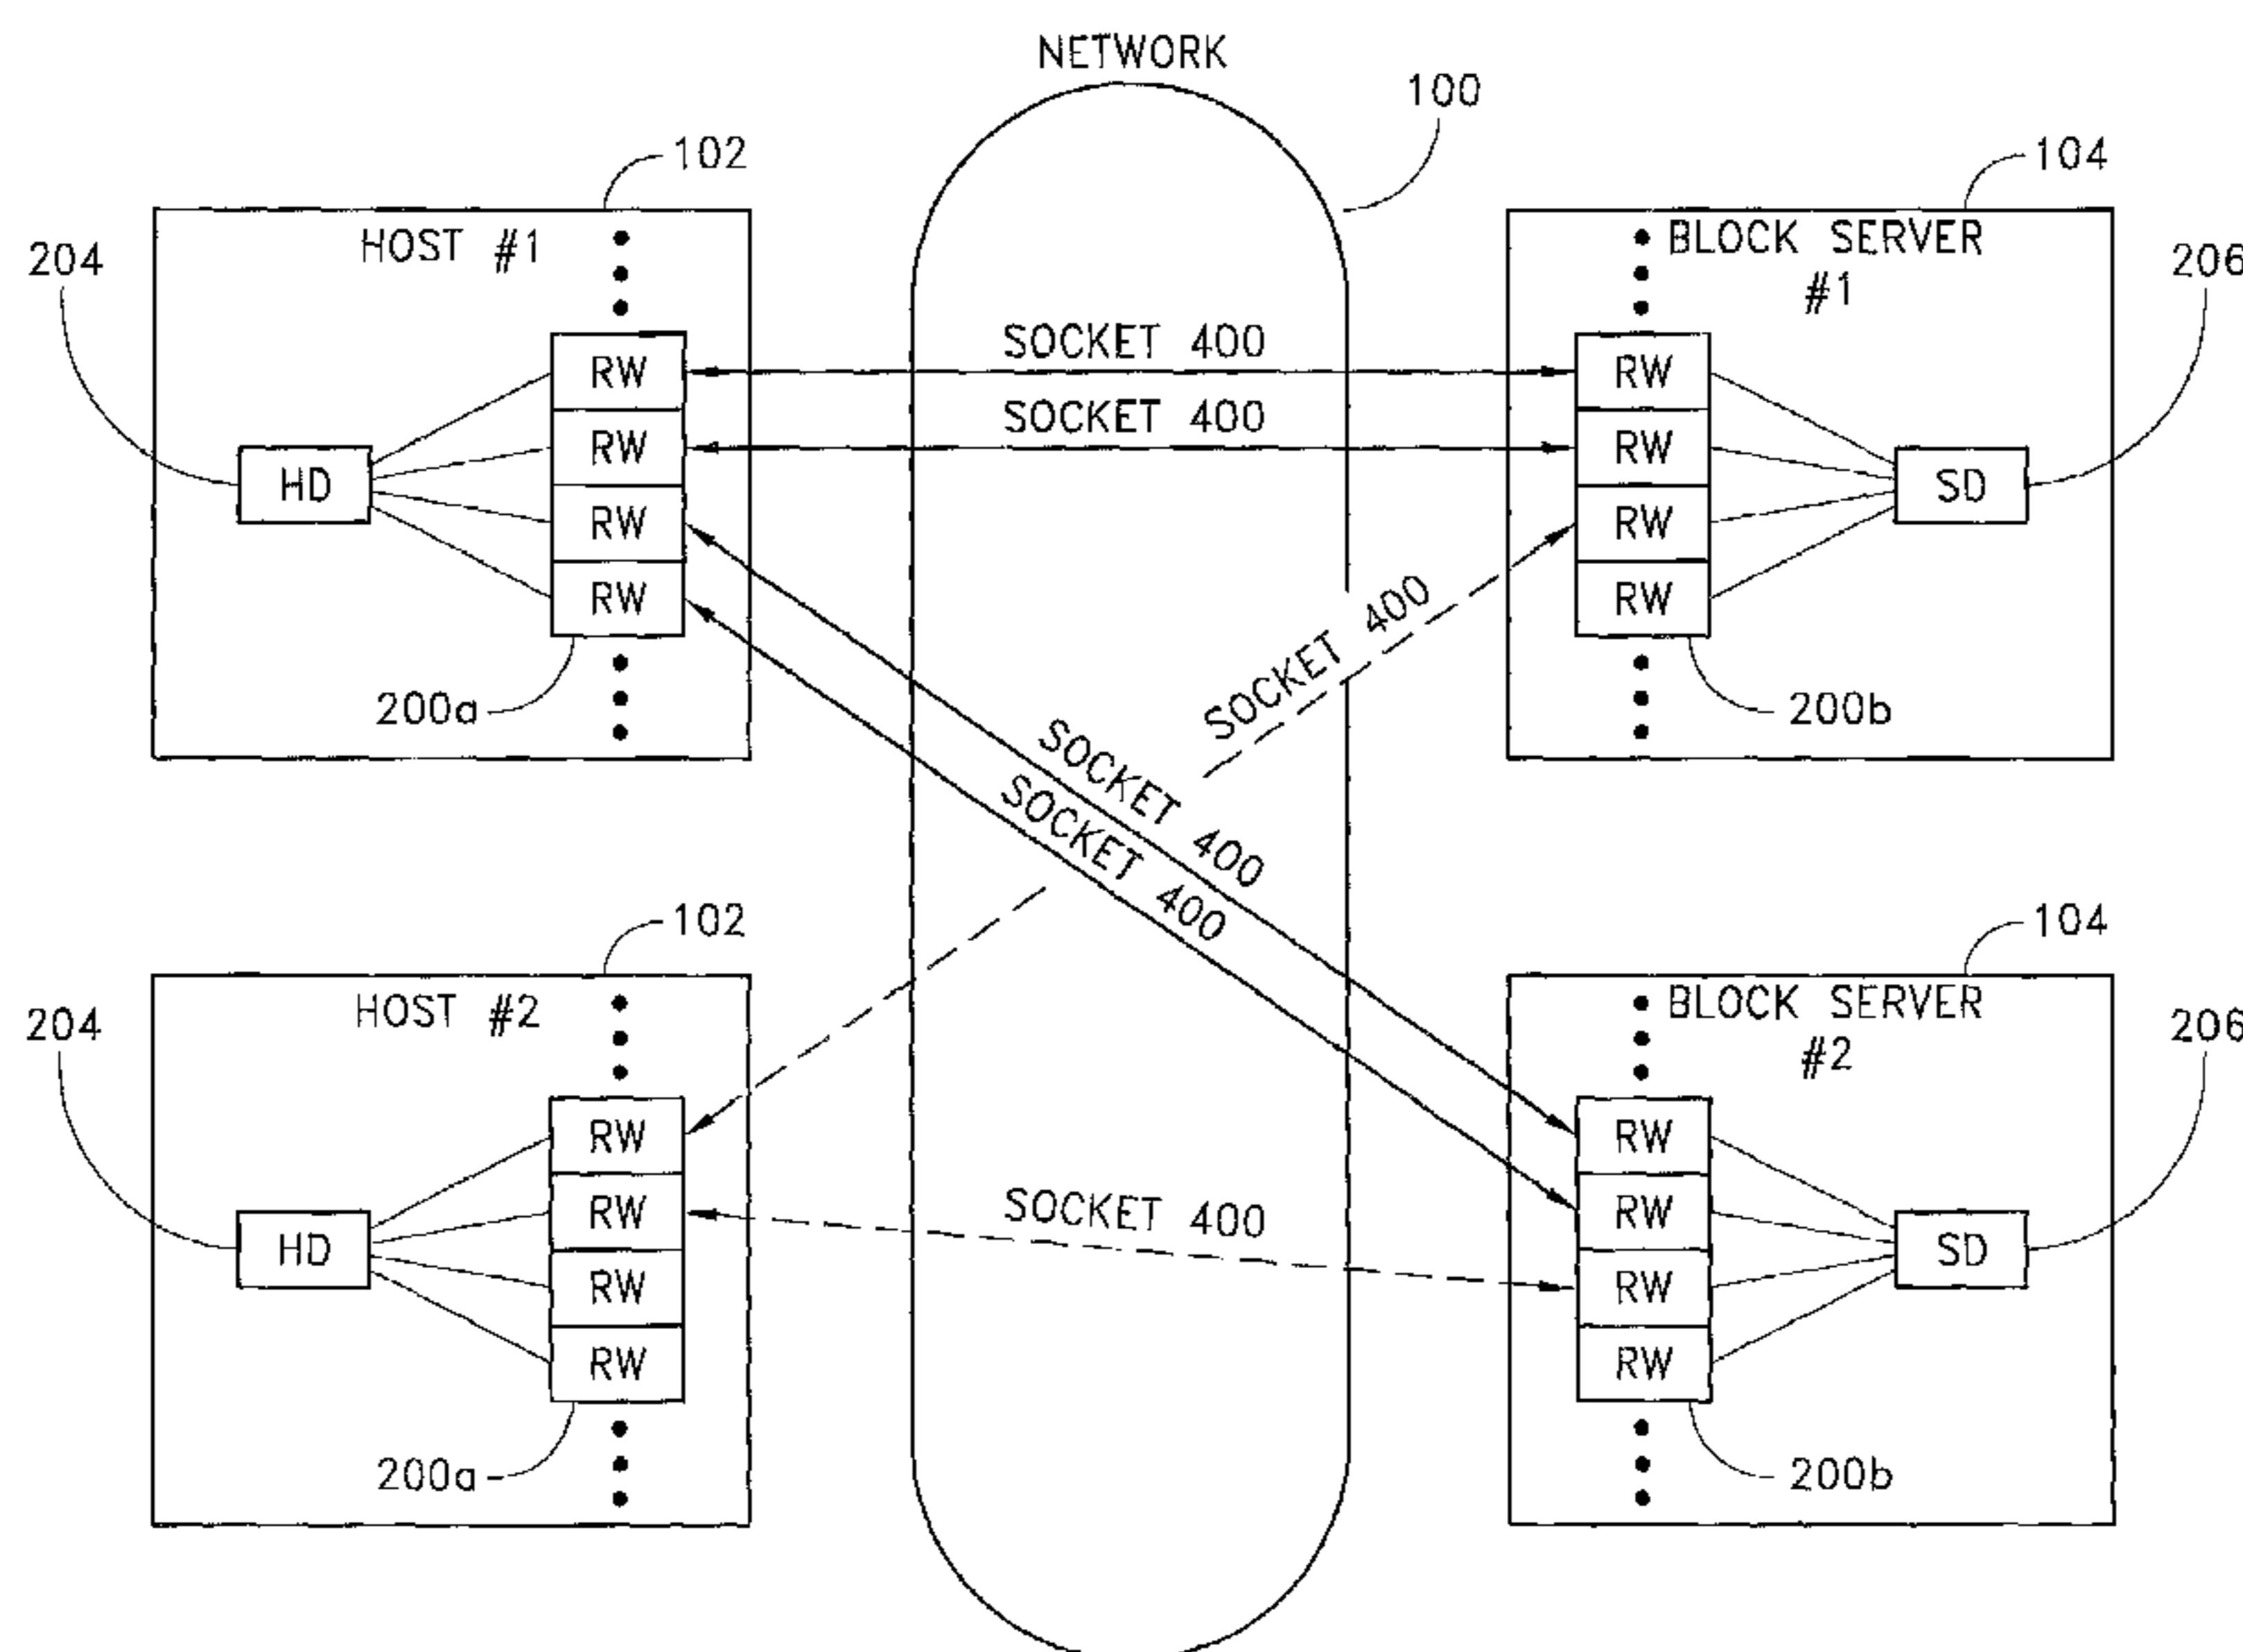 NETWORK
100
102
104
HOST #1
BLOCK SERVER
#1
204
206
SOCKET 400
SOCKET 400
RW
RW
RW
RW
HD
RW
RW
RW
RW
SD
200a
200b
SOCKET 400
SOCKET 400
SOCKET 400
102
104
HOST #2
BLOCK SERVER
#2
204
206
RW
RW
RW
RW
HD
SOCKET 400
RW
RW
RW
RW
SD
200a
200b